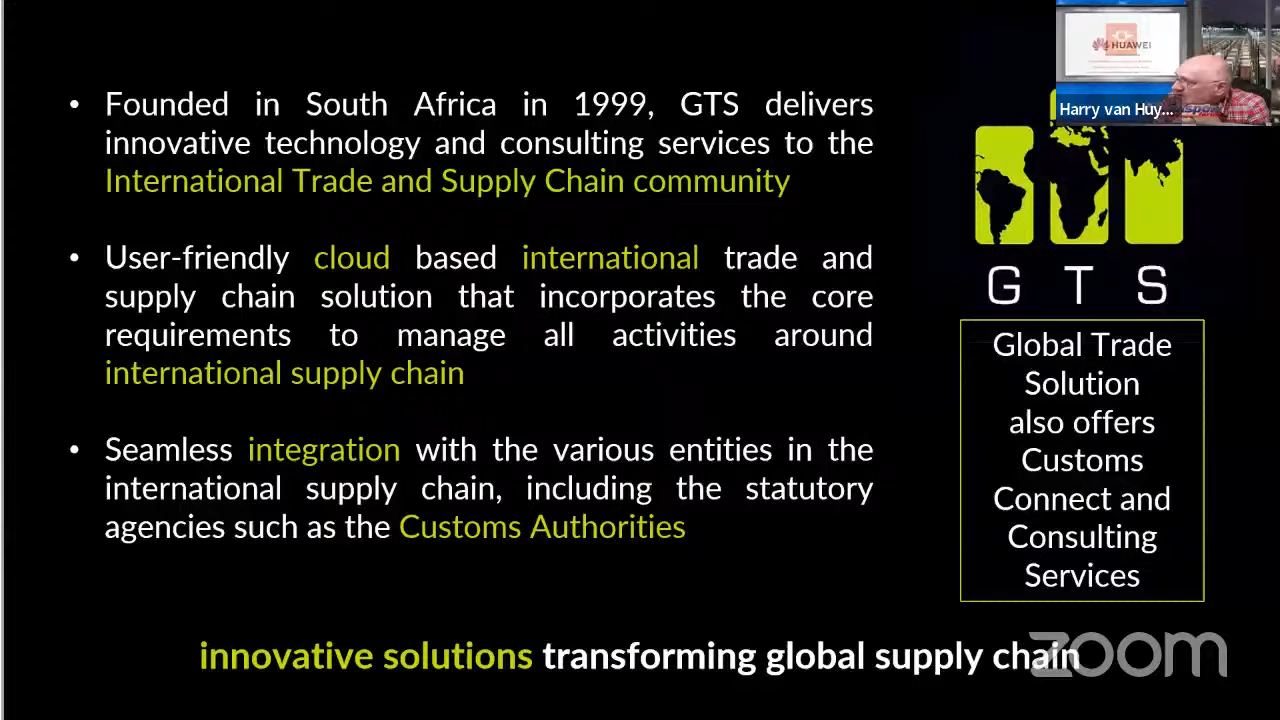 HUAWEI
Harry van Huy...
• Founded in South Africa in 1999, GTS delivers
innovative technology and consulting services to the
International Trade and Supply Chain community
• User-friendly cloud based international trade and
supply chain solution that incorporates the core
requirements to manage all activities around
international supply chain
• Seamless integration with the various entities in the
international supply chain, including the statutory
agencies such as the Customs Authorities
G T S
Global Trade
Solution
also offers
Customs
Connect and
Consulting
Services
innovative solutions transforming global supply chain
zoom